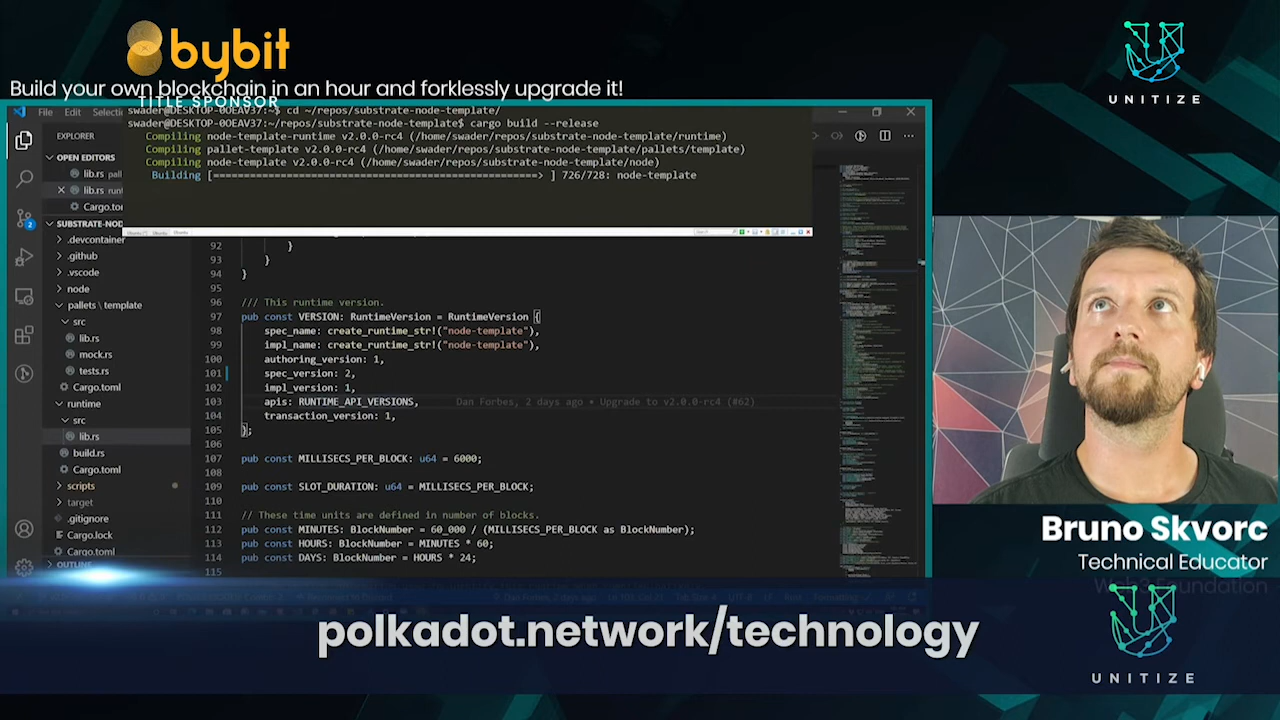 bybit
TITLE SPONSOR
Build your own blockchain in an hour and forklessly upgrade it!
UNITIZE
File Edit Selecti
swader@DESKTOP-0OEAV37:~$ cd ~/repos/substrate-node-template/
swader@DESKTOP-0OEAV37:~/repos/substrate-node-template$ cargo build --release
Compiling node-template-runtime v2.0.0-rc4 (/home/swader/repos/substrate-node-template/runtime)
Compiling pallet-template v2.0.0-rc4 (/home/swader/repos/substrate-node-template/pallets/template)
Compiling node-template v2.0.0-rc4 (/home/swader/repos/substrate-node-template/node)
Building [=====================================================> ] 726/728: node-template
EXPLORER
OPEN EDITORS
lib.rs pall
lib.rs runt
Cargo.tom
SUBSTRATE-NOD
.devcontainer
.github
.vscode
node
pallets \ template
src
lib.rs
mock.rs
tests.rs
Cargo.toml
runtime
src
lib.rs
build.rs
Cargo.toml
scripts
target
.gitignore
Cargo.lock
Cargo.toml
OUTLINE
92 }
93 }
94 }
95
96 /// This runtime version.
97 pub const VERSION: RuntimeVersion = RuntimeVersion {
98 spec_name: create_runtime_str!("node-template"),
99 impl_name: create_runtime_str!("node-template"),
100 authoring_version: 1,
101 spec_version: 2,
102 impl_version: 1,
103 apis: RUNTIME_API_VERSIONS, Dan Forbes, 2 days ago • Upgrade to v2.0.0-rc4 (#62)
104 transaction_version: 1,
105 };
106
107 pub const MILLISECS_PER_BLOCK: u64 = 6000;
108
109 pub const SLOT_DURATION: u64 = MILLISECS_PER_BLOCK;
110
111 // These time units are defined in number of blocks.
112 pub const MINUTES: BlockNumber = 60_000 / (MILLISECS_PER_BLOCK as BlockNumber);
113 pub const HOURS: BlockNumber = MINUTES * 60;
114 pub const DAYS: BlockNumber = HOURS * 24;
115
Bruno Skvorc
Technical Educator
Web3 Foundation
polkadot.network/technology
UNITIZE